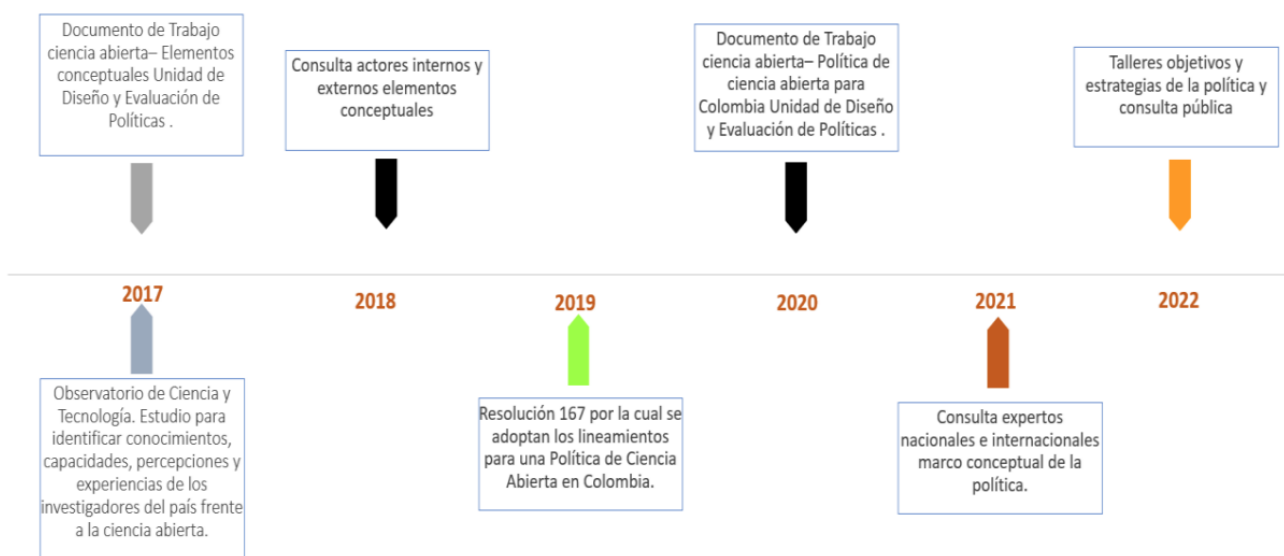 Documento de Trabajo
ciencia abierta– Elementos
conceptuales Unidad de
Diseño y Evaluación de
Políticas .
Consulta actores internos y
externos elementos
conceptuales
Documento de Trabajo
ciencia abierta– Política de
ciencia abierta para
Colombia Unidad de Diseño
y Evaluación de Políticas .
Talleres objetivos y
estrategias de la política y
consulta pública
2017
2018
2019
2020
2021
2022
Observatorio de Ciencia y
Tecnología. Estudio para
identificar conocimientos,
capacidades, percepciones y
experiencias de los
investigadores del país frente
a la ciencia abierta.
Resolución 167 por la cual se
adoptan los lineamientos
para una Política de Ciencia
Abierta en Colombia.
Consulta expertos
nacionales e internacionales
marco conceptual de la
política.